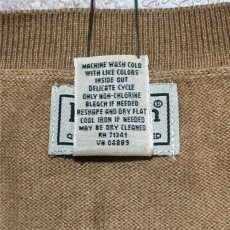 MACHINE WASH COLD
WITH LIKE COLORS
INSIDE OUT
DELICATE CYCLE
ONLY NON-CHLORINE
BLEACH IF NEEDED
RESHAPE AND DRY FLAT
COOL IRON IF NEEDED
MAY BE DRY CLEANED
RN 71341
VN 04889